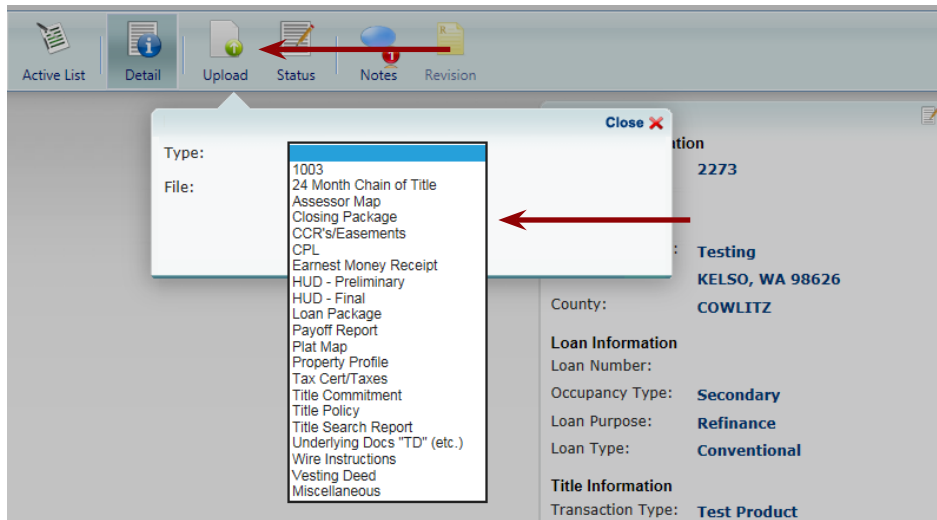 Active List Detail Upload Status Notes Revision
R
1
Close
Type:
File:
1003
24 Month Chain of Title
Assessor Map
Closing Package
CCR's/Easements
CPL
Earnest Money Receipt
HUD - Preliminary
HUD - Final
Loan Package
Payoff Report
Plat Map
Property Profile
Tax Cert/Taxes
Title Commitment
Title Policy
Title Search Report
Underlying Docs "TD" (etc.)
Wire Instructions
Vesting Deed
Miscellaneous
2273
: Testing
KELSO, WA 98626
County: COWLITZ
Loan Information
Loan Number:
Occupancy Type: Secondary
Loan Purpose: Refinance
Loan Type: Conventional
Title Information
Transaction Type: Test Product